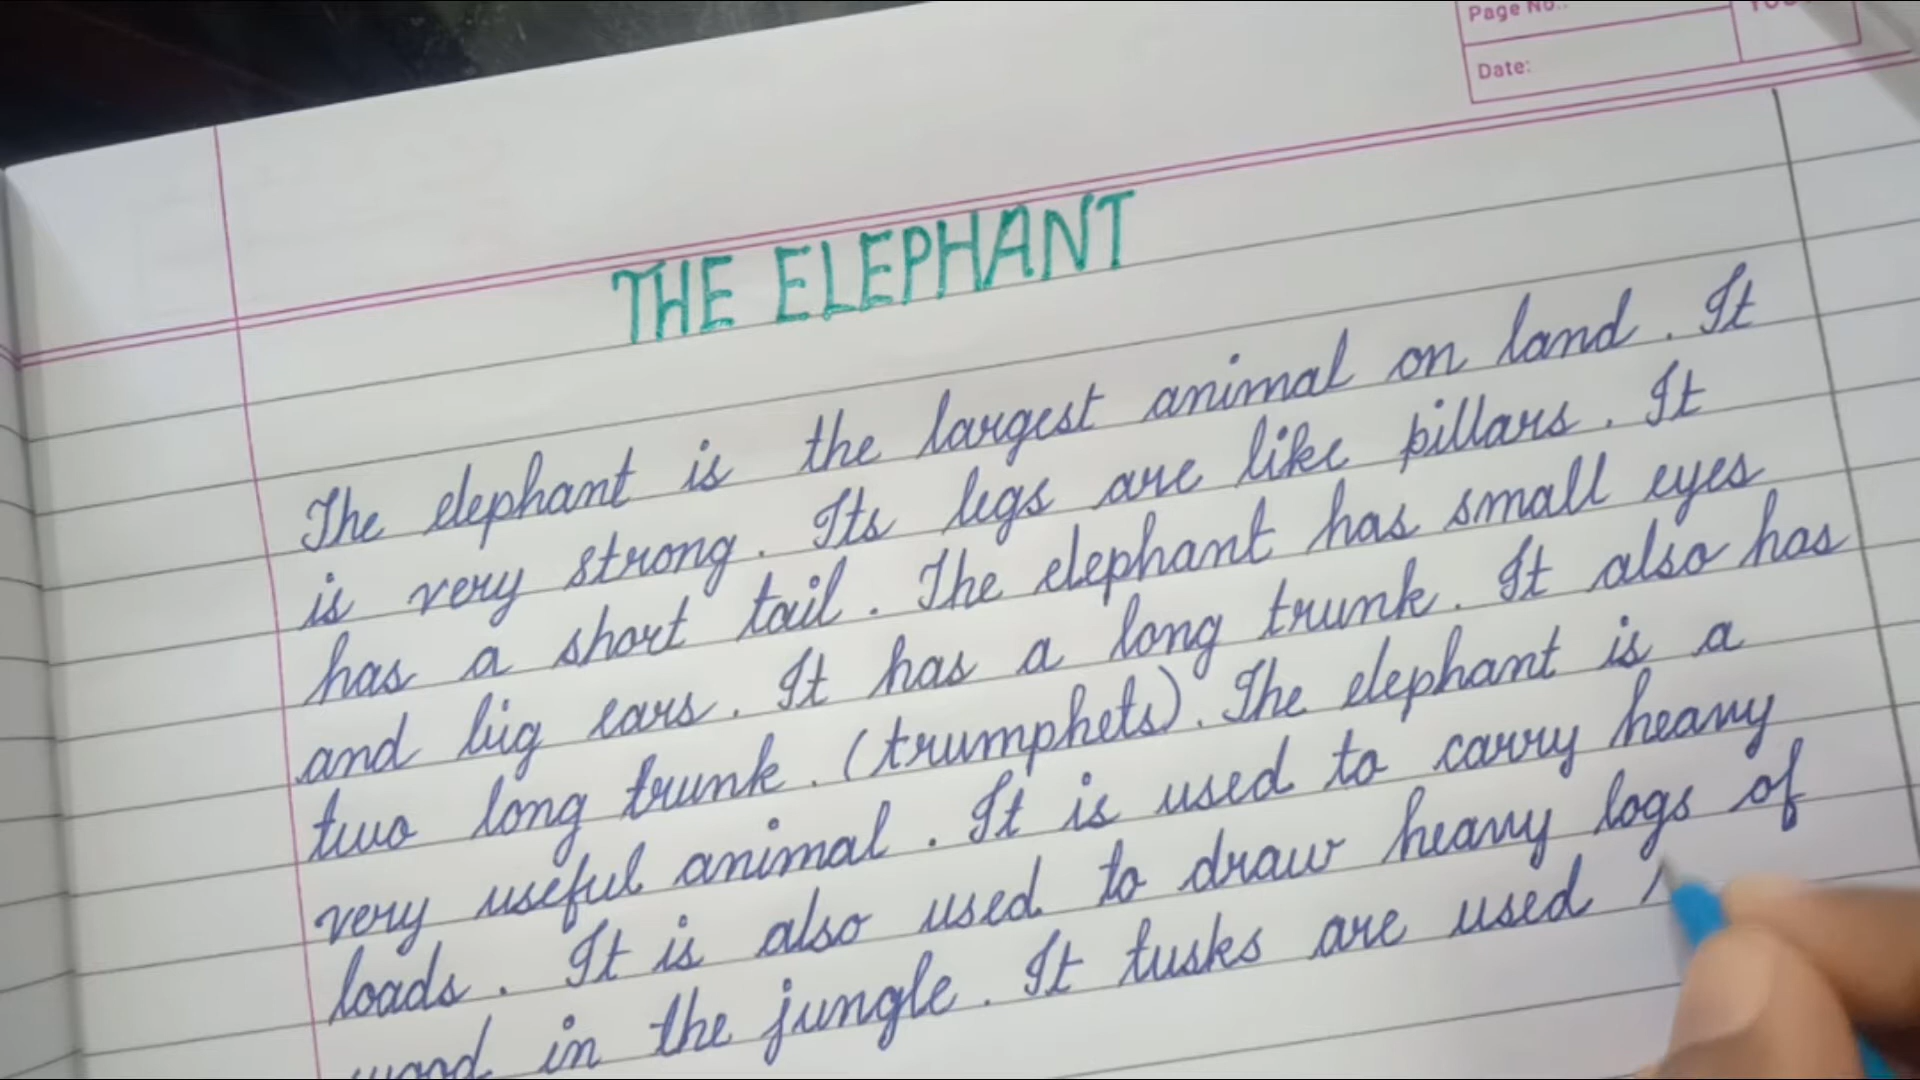 Page No.:
Date:
THE ELEPHANT
The elephant is the largest animal on land. It
is very strong. Its legs are like pillars. It
has a short tail. The elephant has small eyes
and big ears. It has a long trunk. It also has
two long trunk. (trumphets). The elephant is a
very useful animal. It is used to carry heavy
loads. It is also used to draw heavy logs of
wood in the jungle. It tusks are used